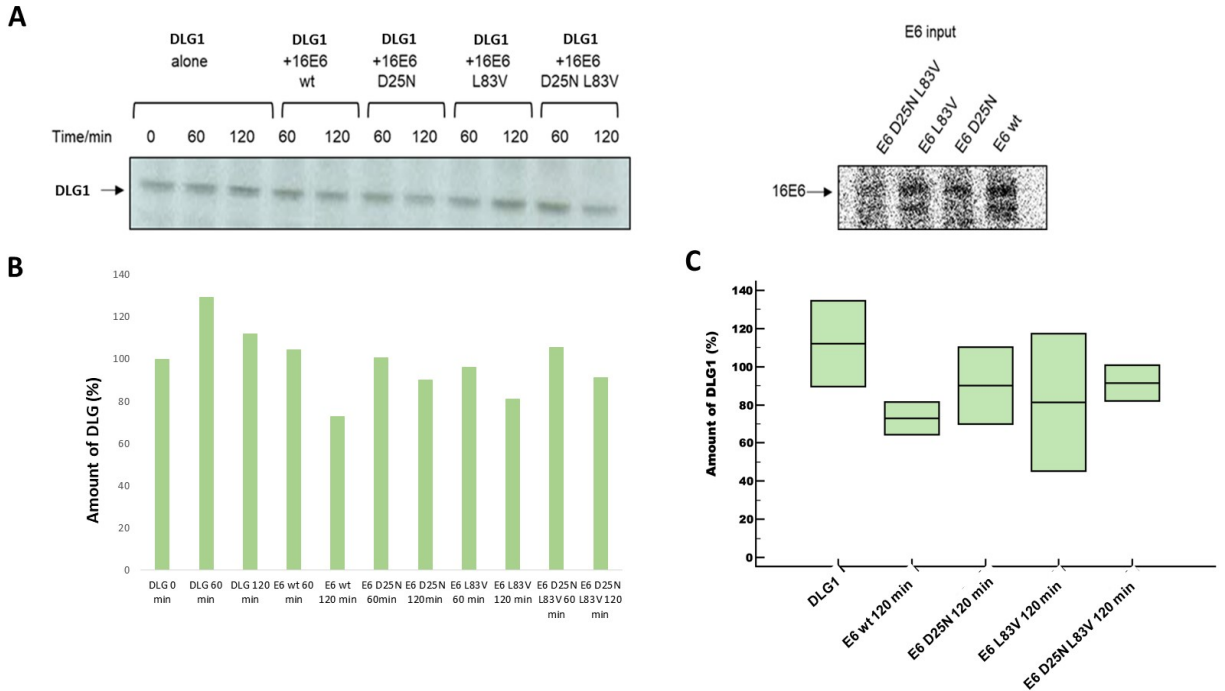 A
DLG1
alone
DLG1
+16E6
wt
DLG1
+16E6
D25N
DLG1
+16E6
L83V
DLG1
+16E6
D25N L83V
Time/min 0 60 120 60 120 60 120 60 120 60 120
DLG1
E6 input
E6 D25N L83V
E6 L83V
E6 D25N
E6 wt
16E6
B
Amount of DLG (%)
140
120
100
80
60
40
20
0
DLG 0
min
DLG 60
min
DLG 120
min
E6 wt 60
min
E6 wt
120 min
E6 D25N
60min
E6 D25N
120min
E6 L83V
60 min
E6 L83V
120 min
E6 D25N
L83V 60
min
E6 D25N
L83V 120
min
C
Amount of DLG1 (%)
140
120
100
80
60
40
20
0
DLG1
E6 wt 120 min
E6 D25N 120 min
E6 L83V 120 min
E6 D25N L83V 120 min